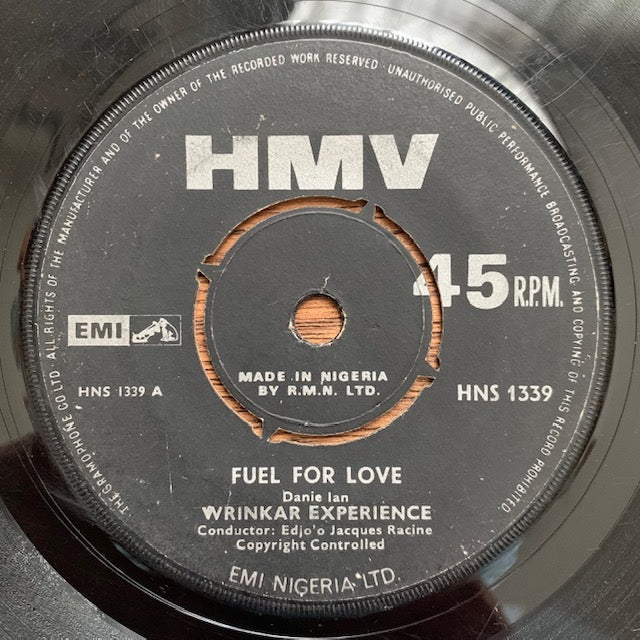 THE GRAMOPHONE CO LTD · ALL RIGHTS OF THE MANUFACTURER AND OF THE OWNER OF THE RECORDED WORK RESERVED · UNAUTHORISED PUBLIC PERFORMANCE BROADCASTING AND COPYING OF THIS RECORD PROHIBITED
HMV
45 R.P.M.
EMI
MADE IN NIGERIA
BY R.M.N. LTD.
HNS 1339 A
HNS 1339
FUEL FOR LOVE
Danie Ian
WRINKAR EXPERIENCE
Conductor: Edjo'o Jacques Racine
Copyright Controlled
EMI NIGERIA LTD.